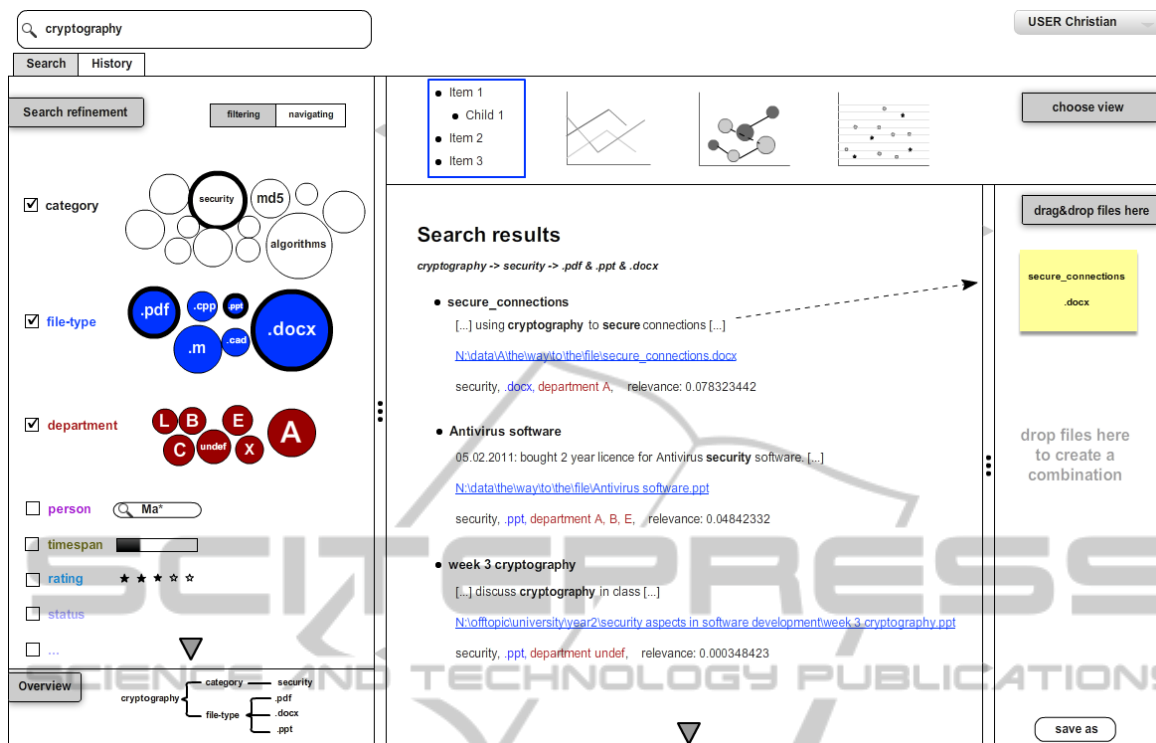 cryptography
USER Christian
Search
History
Search refinement
filtering
navigating
category
security
md5
algorithms
file-type
.pdf
.cpp
.ppt
.docx
.m
.cad
department
L
B
E
A
C
undef
X
person
Ma*
timespan
rating
status
...
Overview
cryptography
category
security
file-type
.pdf
.docx
.ppt
Item 1
Child 1
Item 2
Item 3
choose view
Search results
cryptography -> security -> .pdf & .ppt & .docx
secure_connections
[...] using cryptography to secure connections [...]
N:\data\A\the\way\to\the\file\secure_connections.docx
security, .docx, department A, relevance: 0.078323442
Antivirus software
05.02.2011: bought 2 year licence for Antivirus security software. [...]
N:\data\the\way\to\the\file\Antivirus software.ppt
security, .ppt, department A, B, E, relevance: 0.04842332
week 3 cryptography
[...] discuss cryptography in class [...]
N:\offtopic\university\year2\security aspects in software development\week 3 cryptography.ppt
security, .ppt, department undef, relevance: 0.000348423
drag&drop files here
secure_connections
.docx
drop files here
to create a
combination
save as
SCITEPRESS
SCIENCE AND TECHNOLOGY PUBLICATIONS